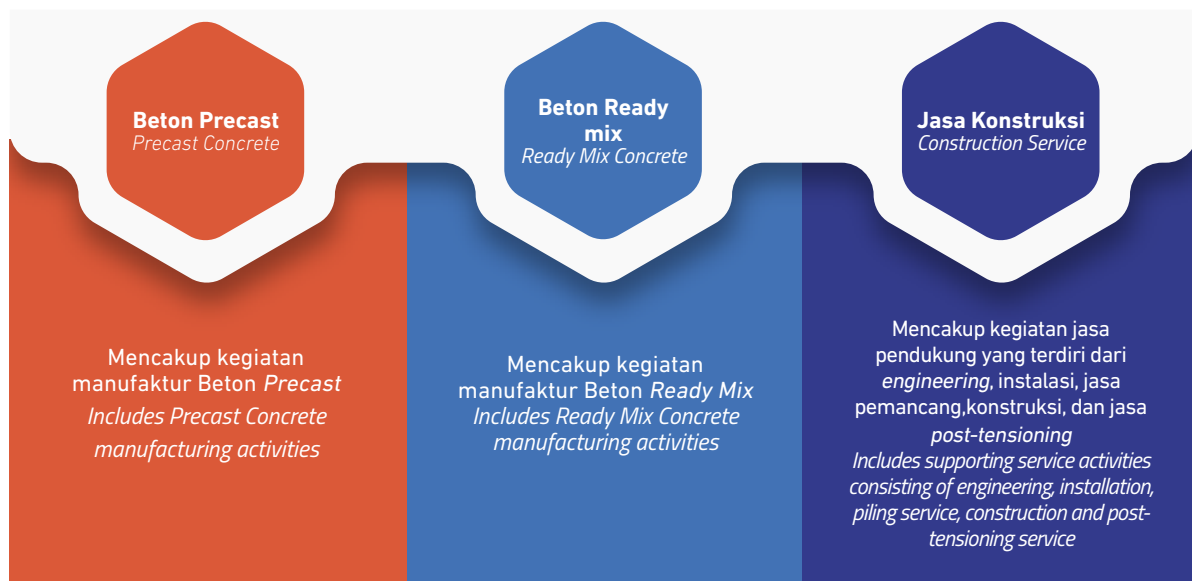 Beton Precast
Precast Concrete
Mencakup kegiatan
manufaktur Beton Precast
Includes Precast Concrete
manufacturing activities
Beton Ready
mix
Ready Mix Concrete
Mencakup kegiatan
manufaktur Beton Ready Mix
Includes Ready Mix Concrete
manufacturing activities
Jasa Konstruksi
Construction Service
Mencakup kegiatan jasa
pendukung yang terdiri dari
engineering, instalasi, jasa
pemancang,konstruksi, dan jasa
post-tensioning
Includes supporting service activities
consisting of engineering, installation,
piling service, construction and post-
tensioning service